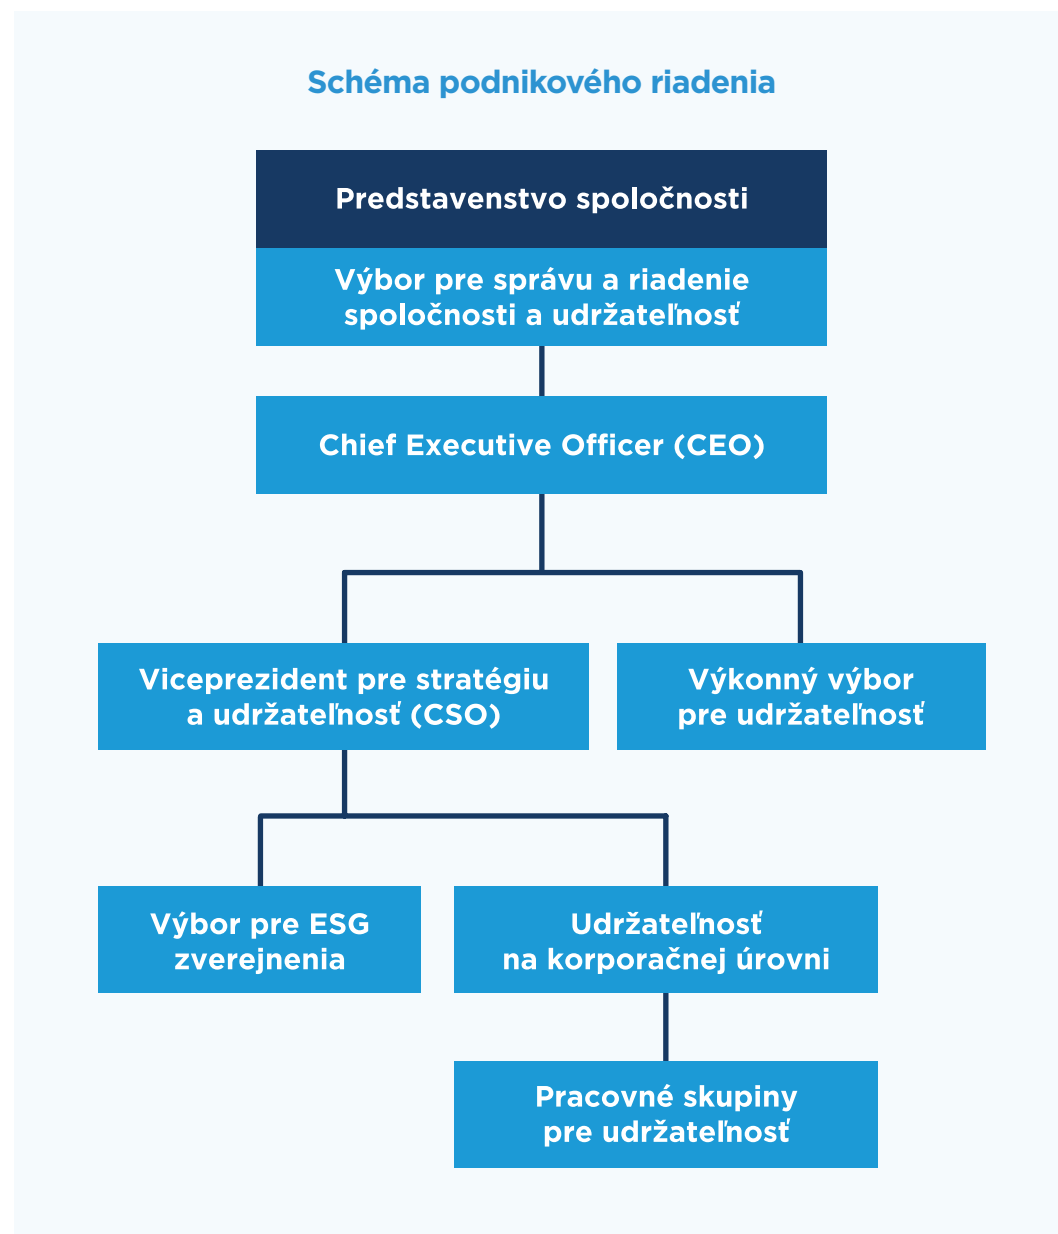 Schéma podnikového riadenia
Predstavenstvo spoločnosti
Výbor pre správu a riadenie
spoločnosti a udržateľnosť
Chief Executive Officer (CEO)
Viceprezident pre stratégiu
a udržateľnosť (CSO)
Výkonný výbor
pre udržateľnosť
Výbor pre ESG
zverejnenia
Udržateľnosť
na korporačnej úrovni
Pracovné skupiny
pre udržateľnosť